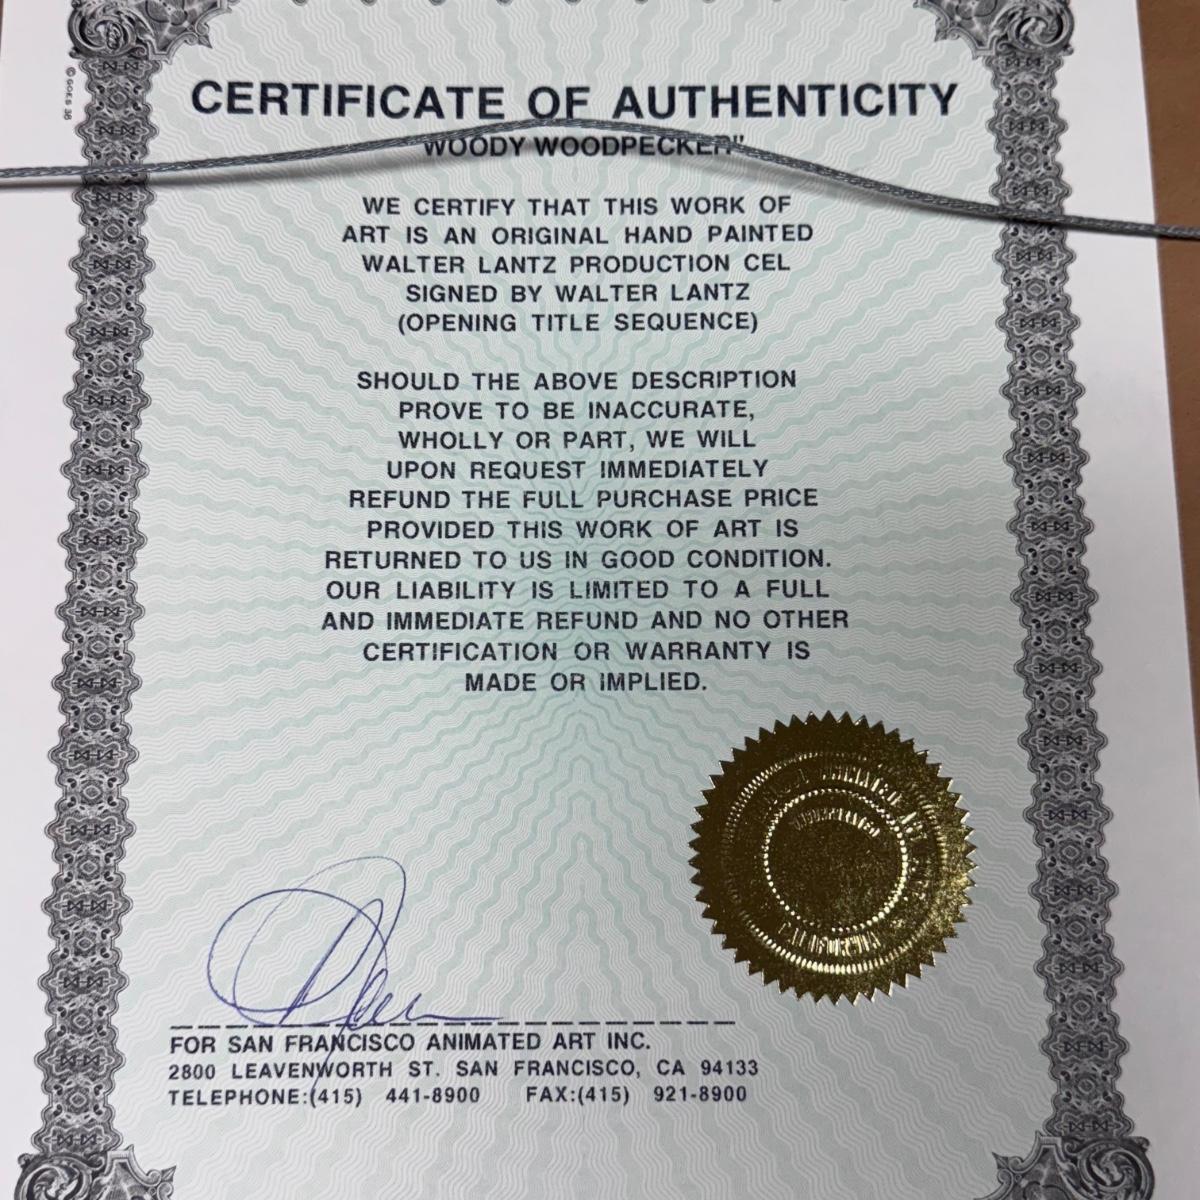 © GOES 36
CERTIFICATE OF AUTHENTICITY
"WOODY WOODPECKER"
WE CERTIFY THAT THIS WORK OF
ART IS AN ORIGINAL HAND PAINTED
WALTER LANTZ PRODUCTION CEL
SIGNED BY WALTER LANTZ
(OPENING TITLE SEQUENCE)
SHOULD THE ABOVE DESCRIPTION
PROVE TO BE INACCURATE,
WHOLLY OR PART, WE WILL
UPON REQUEST IMMEDIATELY
REFUND THE FULL PURCHASE PRICE
PROVIDED THIS WORK OF ART IS
RETURNED TO US IN GOOD CONDITION.
OUR LIABILITY IS LIMITED TO A FULL
AND IMMEDIATE REFUND AND NO OTHER
CERTIFICATION OR WARRANTY IS
MADE OR IMPLIED.
CALIFORNIA
FOR SAN FRANCISCO ANIMATED ART INC.
2800 LEAVENWORTH ST. SAN FRANCISCO, CA 94133
TELEPHONE:(415) 441-8900 FAX:(415) 921-8900